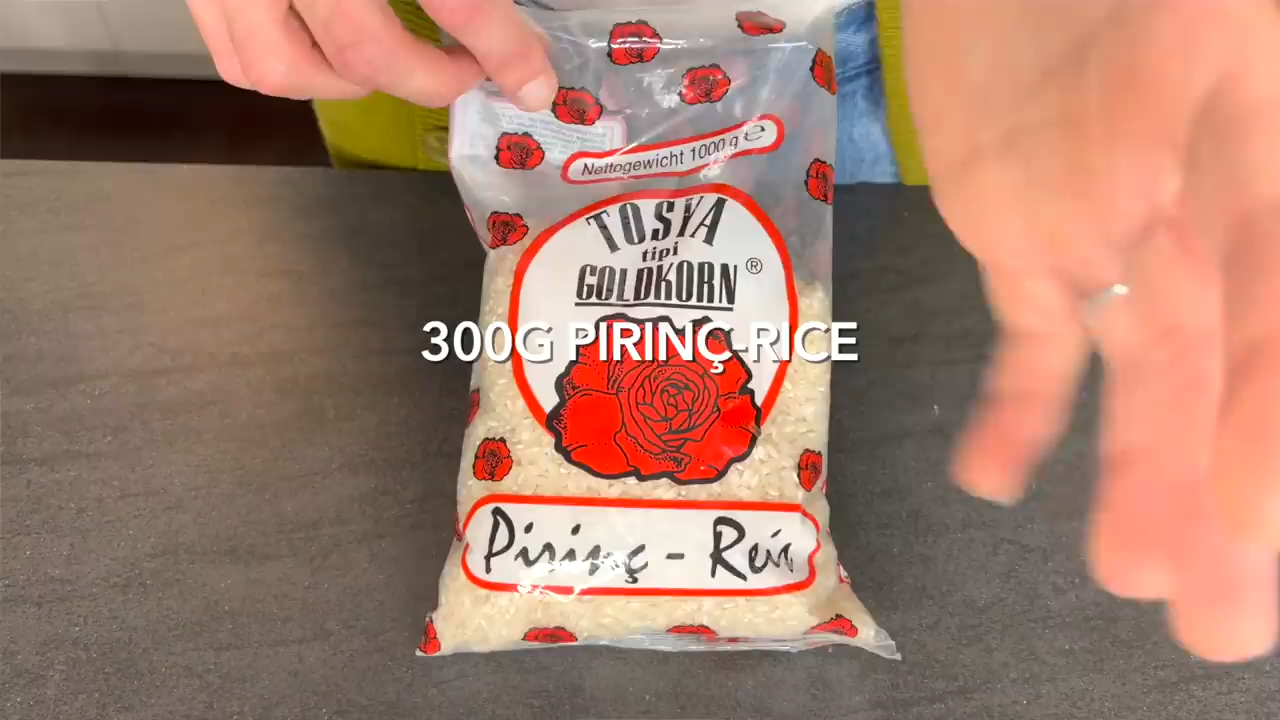 Nettogewicht 1000 g e
TOSYA
tipi
GOLDKORN ®
300G PIRINÇ-RICE
Pirinç - Reis